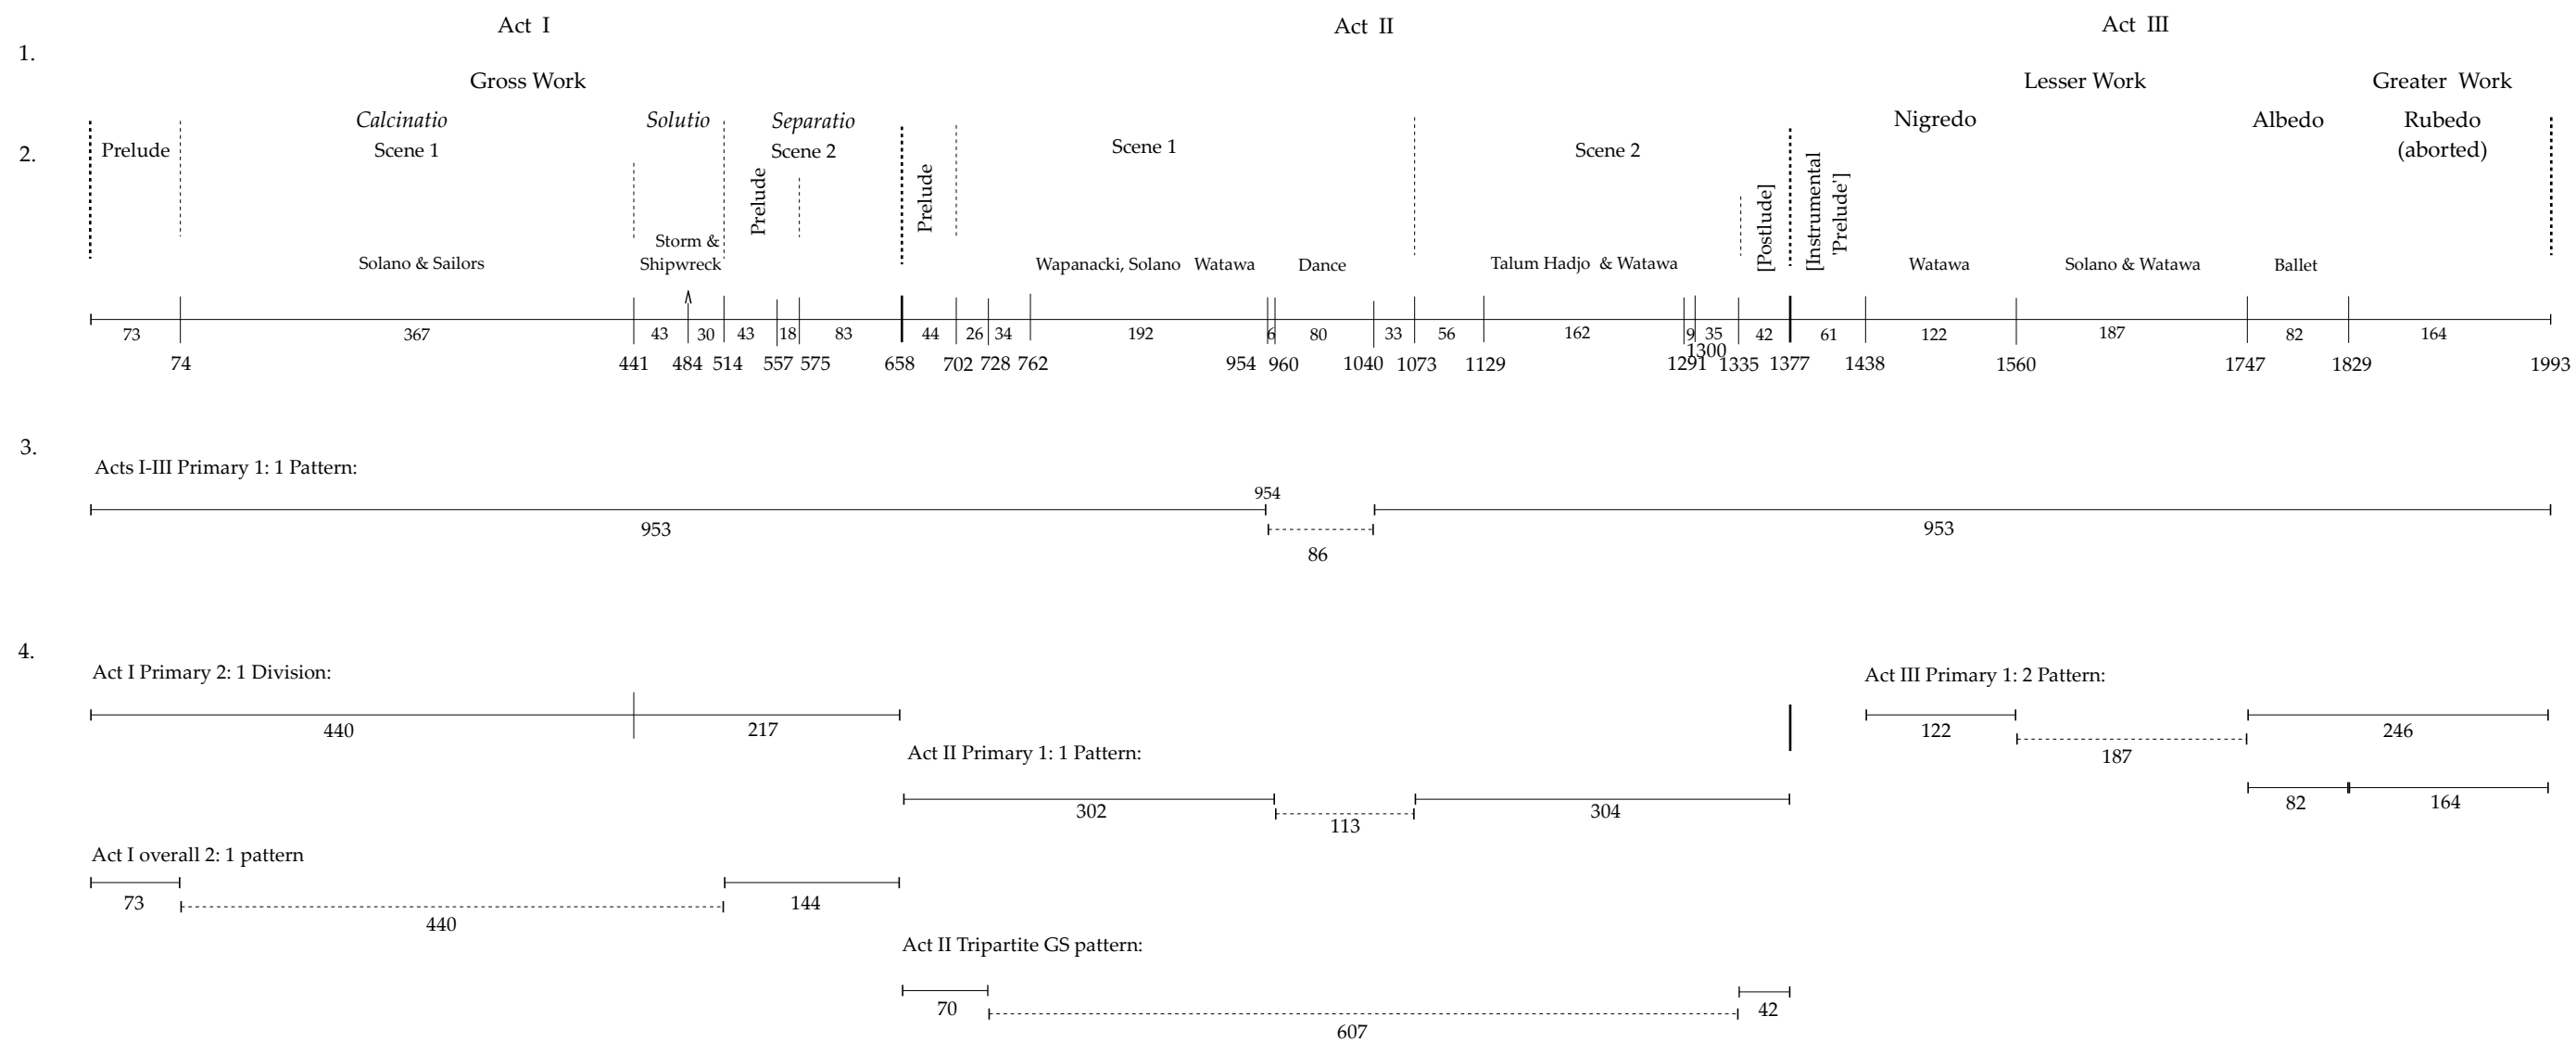 Act I Act II Act III
1.
Gross Work Lesser Work Greater Work
Calcinatio Solutio Separatio Nigredo Albedo Rubedo
2. Prelude Scene 1 Scene 2 Scene 1 Scene 2 (aborted)
Prelude
Prelude
[Postlude]
[Instrumental
'Prelude']
Storm &
Solano & Sailors Shipwreck Wapanacki, Solano Watawa Dance Talum Hadjo & Watawa Watawa Solano & Watawa Ballet
73 367 43 30 43 18 83 44 26 34 192 6 80 33 56 162 9 35 42 61 122 187 82 164
1300
74 441 484 514 557 575 658 702 728 762 954 960 1040 1073 1129 1291 1335 1377 1438 1560 1747 1829 1993
3.
Acts I-III Primary 1: 1 Pattern:
954
953 953
86
4.
Act I Primary 2: 1 Division: Act III Primary 1: 2 Pattern:
440 217 122 246
187
Act II Primary 1: 1 Pattern:
302 304 82 164
113
Act I overall 2: 1 pattern
73 144
440
Act II Tripartite GS pattern:
70 42
607